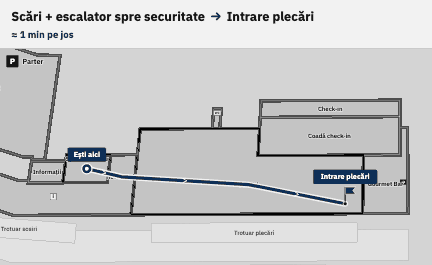 Scări + escalator spre securitate → Intrare plecări
≈ 1 min pe jos
P Parter
Check-in
Coadă check-in
Ești aici
Informații
Intrare plecări
Gourmet Bar
Trotuar sosiri
Trotuar plecări